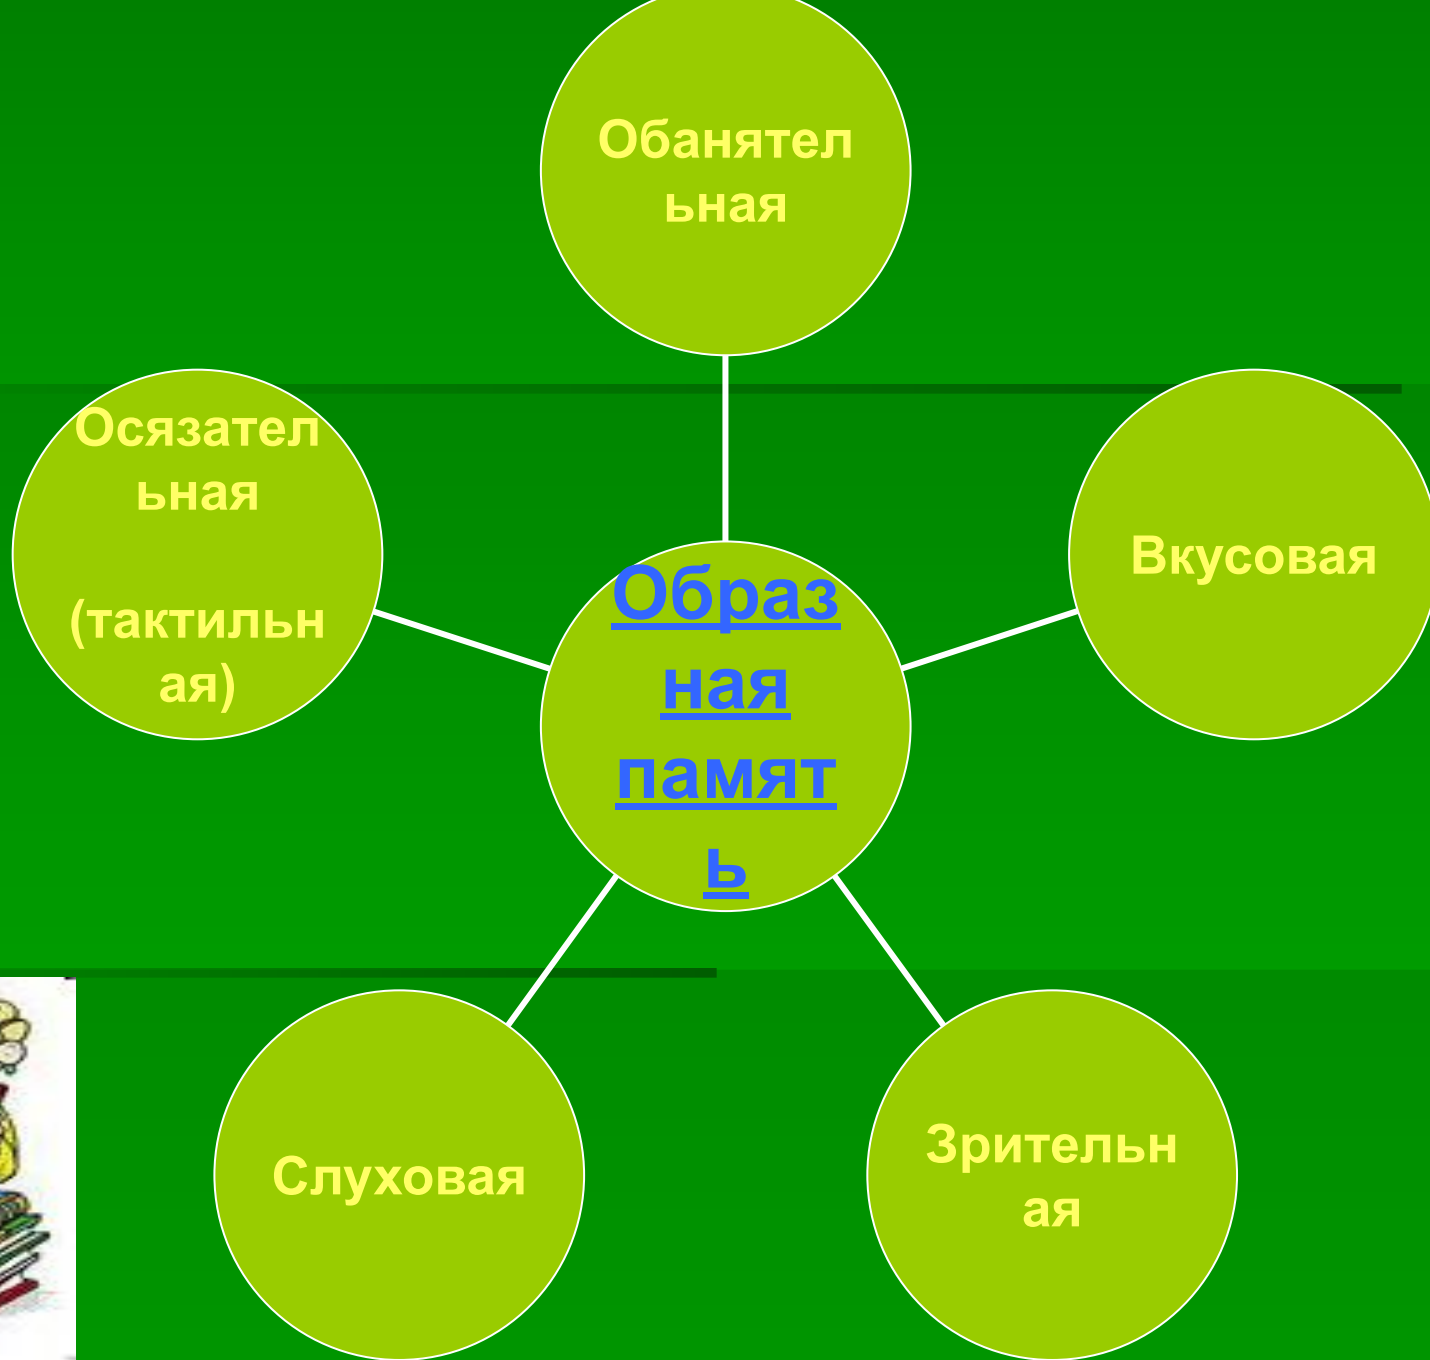 Обанятел
ьная
Осязател
ьная
(тактильн
ая)
Вкусовая
Образ
ная
памят
ь
Слуховая
Зрительн
ая